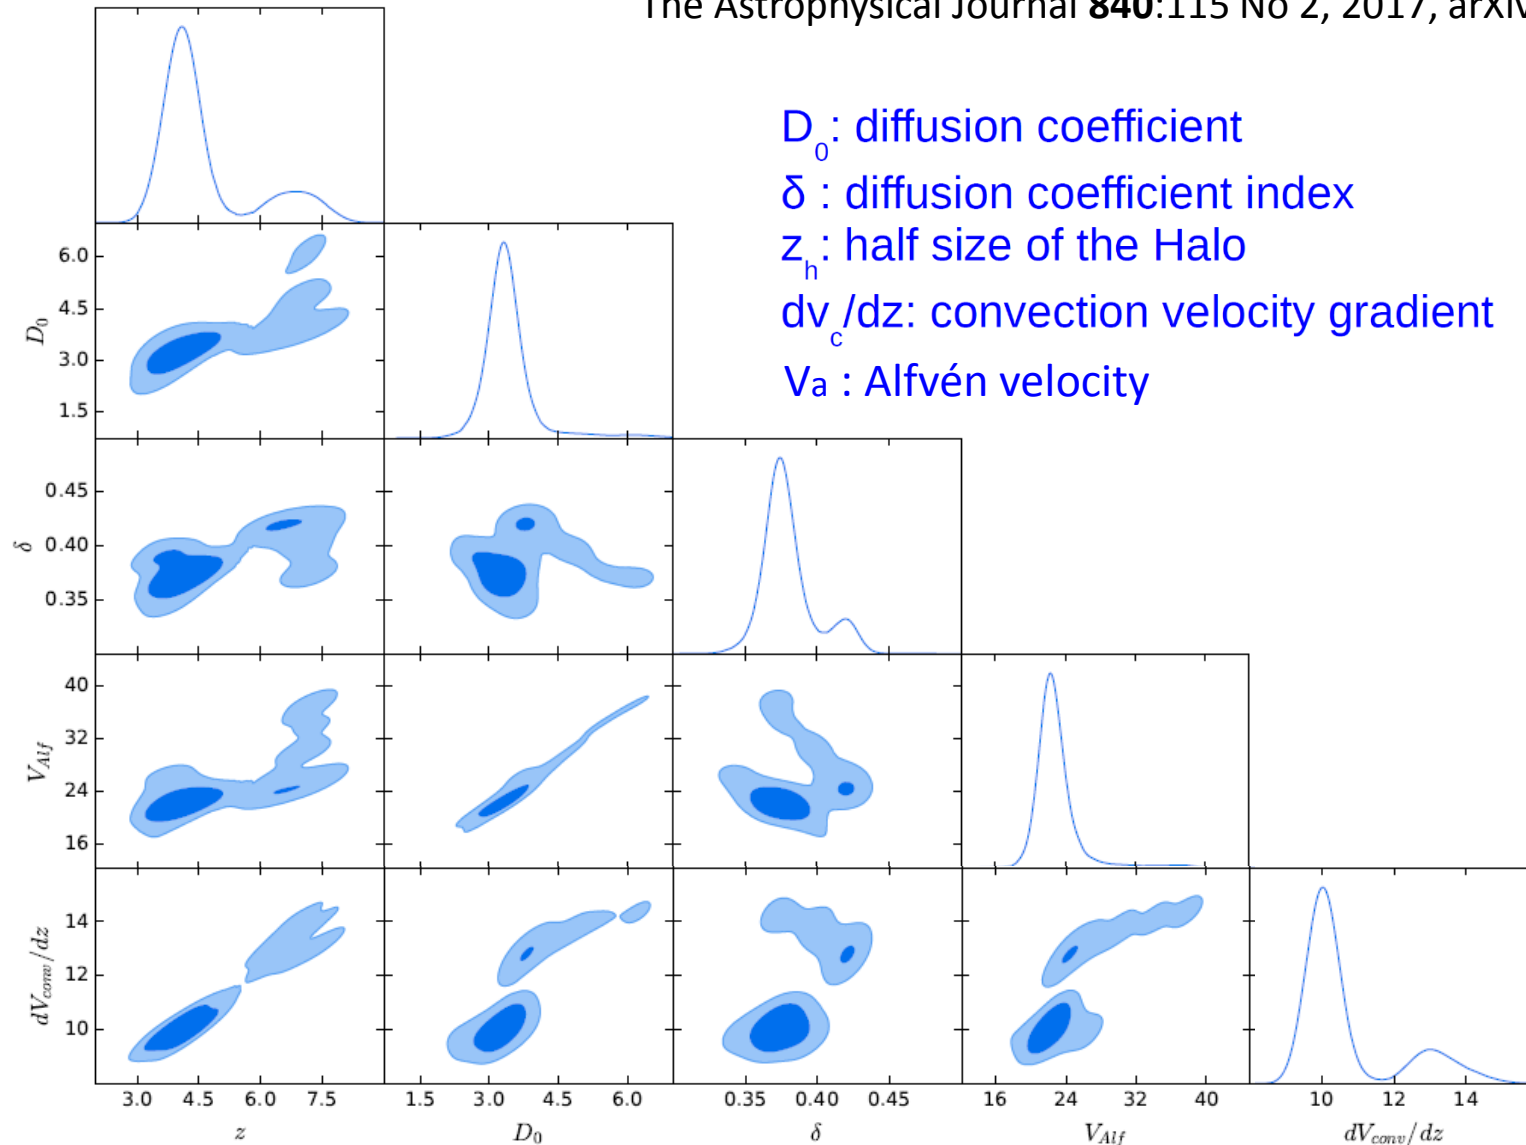 The Astrophysical Journal 840:115 No 2, 2017, arXiv
D0: diffusion coefficient
δ : diffusion coefficient index
zh: half size of the Halo
dvc/dz: convection velocity gradient
Va : Alfvén velocity
6.0
4.5
3.0
1.5
D0
0.45
0.40
0.35
δ
40
32
24
16
VAlf
14
12
10
dVconv/dz
3.0 4.5 6.0 7.5 1.5 3.0 4.5 6.0 0.35 0.40 0.45 16 24 32 40 10 12 14
z D0 δ VAlf dVconv/dz